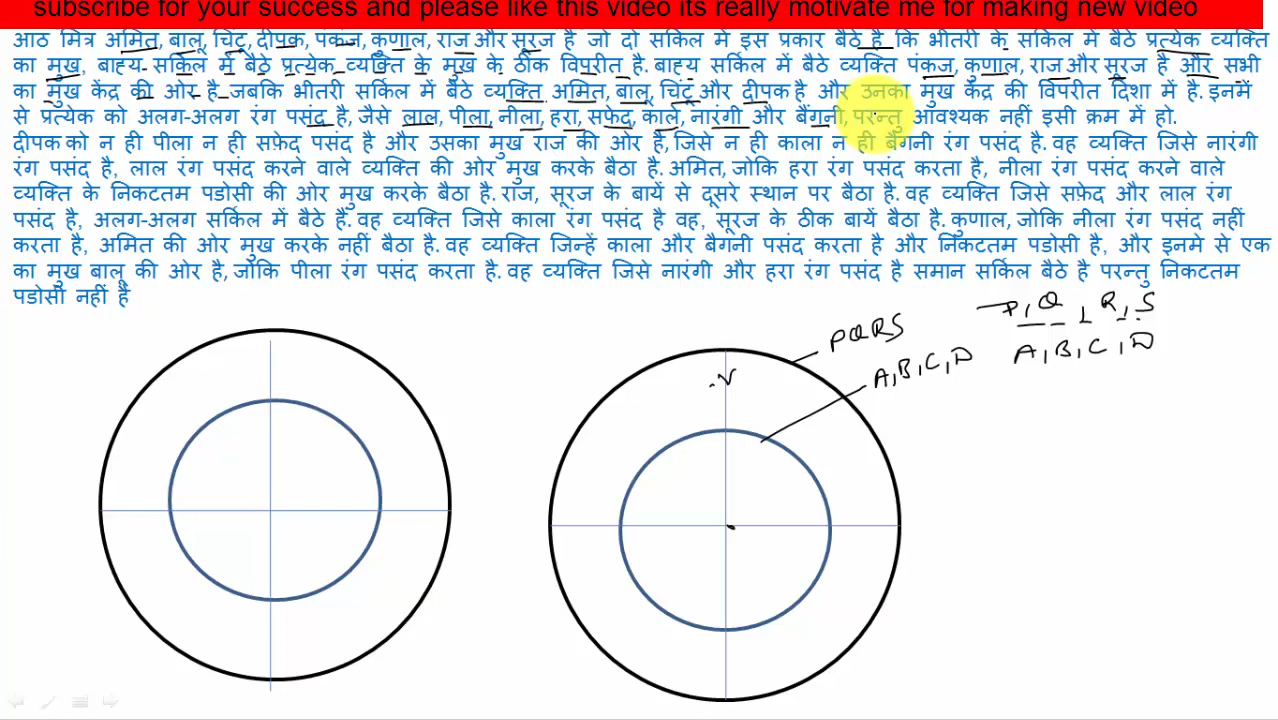 subscribe for your success and please like this video its really motivate me for making new video
आठ मित्र अमित, बालू, चिंटू, दीपक, पंकज, कुणाल, राज और सूरज है जो दो सर्किल में इस प्रकार बैठे है कि भीतरी के सर्किल में बैठे प्रत्येक व्यक्ति
का मुख, बाह्य सर्किल में बैठे प्रत्येक व्यक्ति के मुख के ठीक विपरीत है. बाह्य सर्किल में बैठे व्यक्ति पंकज, कुणाल, राज और सूरज है और सभी
का मुख केंद्र की ओर है जबकि भीतरी सर्किल में बैठे व्यक्ति अमित, बालू, चिंटू और दीपक है और उनका मुख केंद्र की विपरीत दिशा में है. इनमें
से प्रत्येक को अलग-अलग रंग पसंद है, जैसे लाल, पीला, नीला, हरा, सफेद, काले, नारंगी और बैंगनी, परन्तु आवश्यक नहीं इसी क्रम में हो.
दीपक को न ही पीला न ही सफ़ेद पसंद है और उसका मुख राज की ओर है, जिसे न ही काला न ही बैगनी रंग पसंद है. वह व्यक्ति जिसे नारंगी
रंग पसंद है, लाल रंग पसंद करने वाले व्यक्ति की ओर मुख करके बैठा है. अमित, जोकि हरा रंग पसंद करता है, नीला रंग पसंद करने वाले
व्यक्ति के निकटतम पडोसी की ओर मुख करके बैठा है. राज, सूरज के बायें से दूसरे स्थान पर बैठा है. वह व्यक्ति जिसे सफ़ेद और लाल रंग
पसंद है, अलग-अलग सर्किल में बैठे हैं. वह व्यक्ति जिसे काला रंग पसंद है वह, सूरज के ठीक बायें बैठा है. कुणाल, जोकि नीला रंग पसंद नहीं
करता है, अमित की ओर मुख करके नहीं बैठा है. वह व्यक्ति जिन्हें काला और बैगनी पसंद करता है और निकटतम पडोसी है, और इनमे से एक
का मुख बालू की ओर है, जोकि पीला रंग पसंद करता है. वह व्यक्ति जिसे नारंगी और हरा रंग पसंद है समान सर्किल बैठे है परन्तु निकटतम
पडोसी नहीं हैं
P, Q, R, S
PQRS
A, B, C, D
A, B, C, D